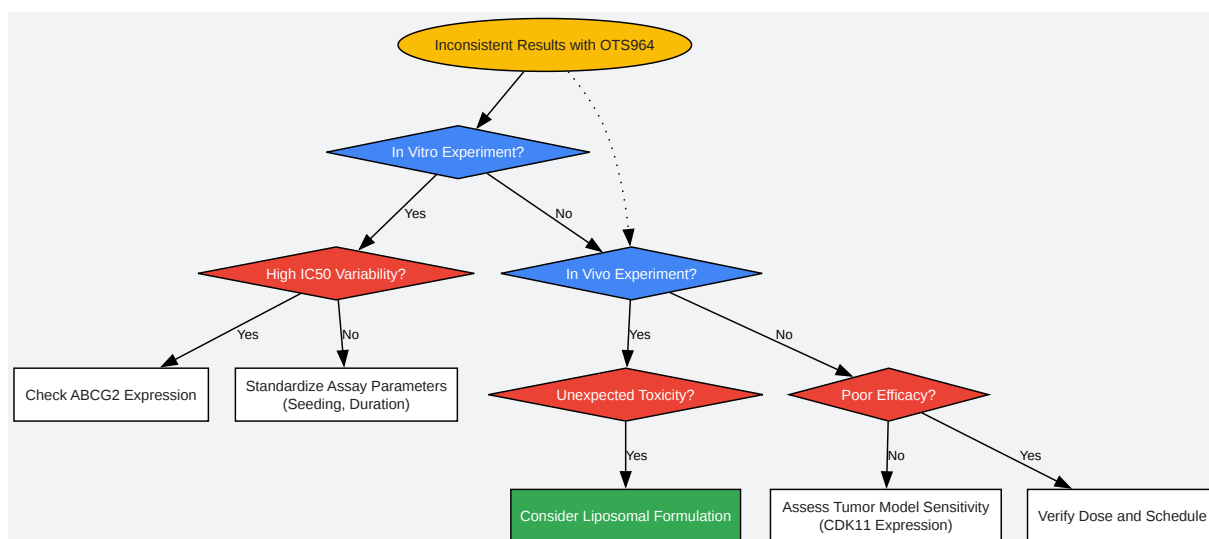 Inconsistent Results with OTS964
In Vitro Experiment?
Yes
No
High IC50 Variability?
In Vivo Experiment?
Yes
No
Yes
No
Check ABCG2 Expression
Standardize Assay Parameters
(Seeding, Duration)
Unexpected Toxicity?
Poor Efficacy?
Yes
No
Yes
Consider Liposomal Formulation
Assess Tumor Model Sensitivity
(CDK11 Expression)
Verify Dose and Schedule